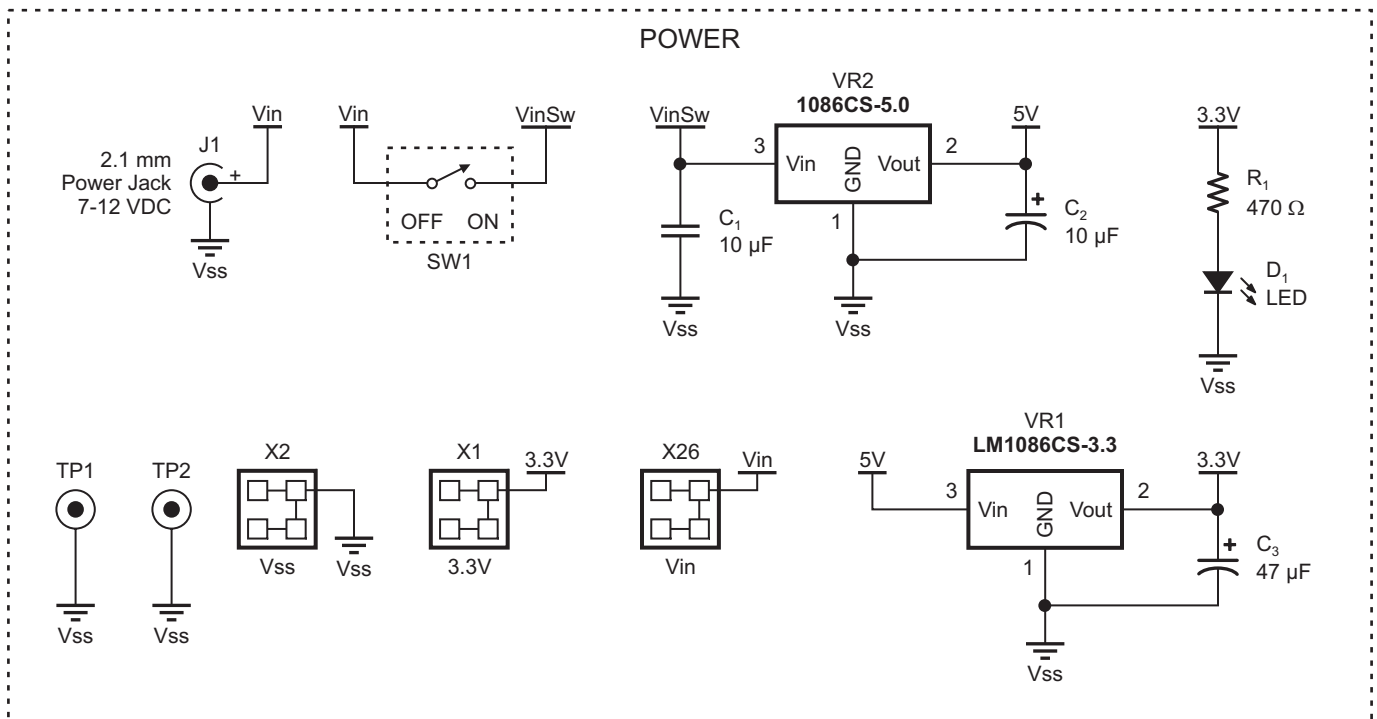 POWER
J1
2.1 mm
Power Jack
7-12 VDC
+
Vin
Vss
Vin
VinSw
OFF ON
SW1
VinSw
C1
10 µF
Vss
VR2
1086CS-5.0
3
Vin
GND
Vout
2
1
Vss
5V
+
C2
10 µF
3.3V
R1
470 Ω
D1
LED
Vss
TP1
Vss
TP2
Vss
X2
Vss
Vss
X1
3.3V
3.3V
X26
Vin
Vin
VR1
LM1086CS-3.3
5V
3
Vin
GND
Vout
2
1
Vss
3.3V
+
C3
47 µF